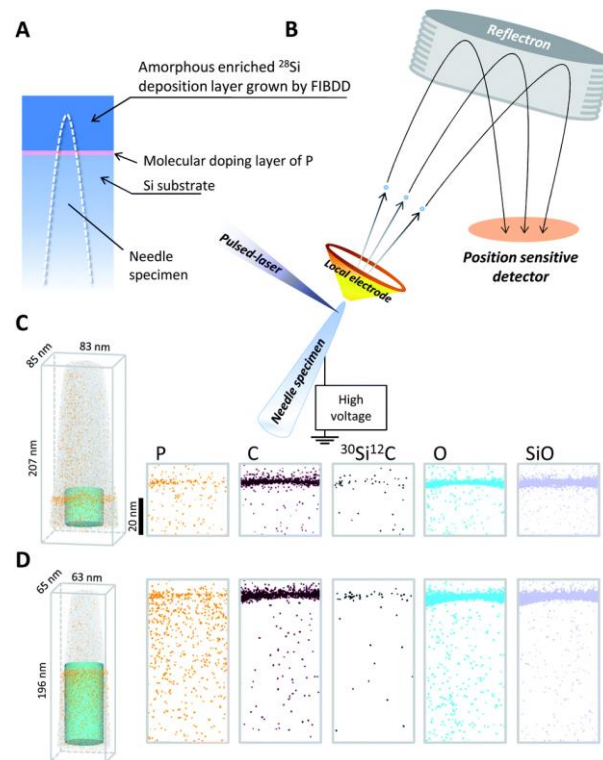 A
Amorphous enriched ²⁸Si
deposition layer grown by FIBDD
Molecular doping layer of P
Si substrate
Needle
specimen
B
Reflectron
Pulsed-laser
Local electrode
Position sensitive
detector
Needle specimen
High
voltage
C
85 nm
83 nm
207 nm
20 nm
P
C
³⁰Si¹²C
O
SiO
D
65 nm
63 nm
196 nm